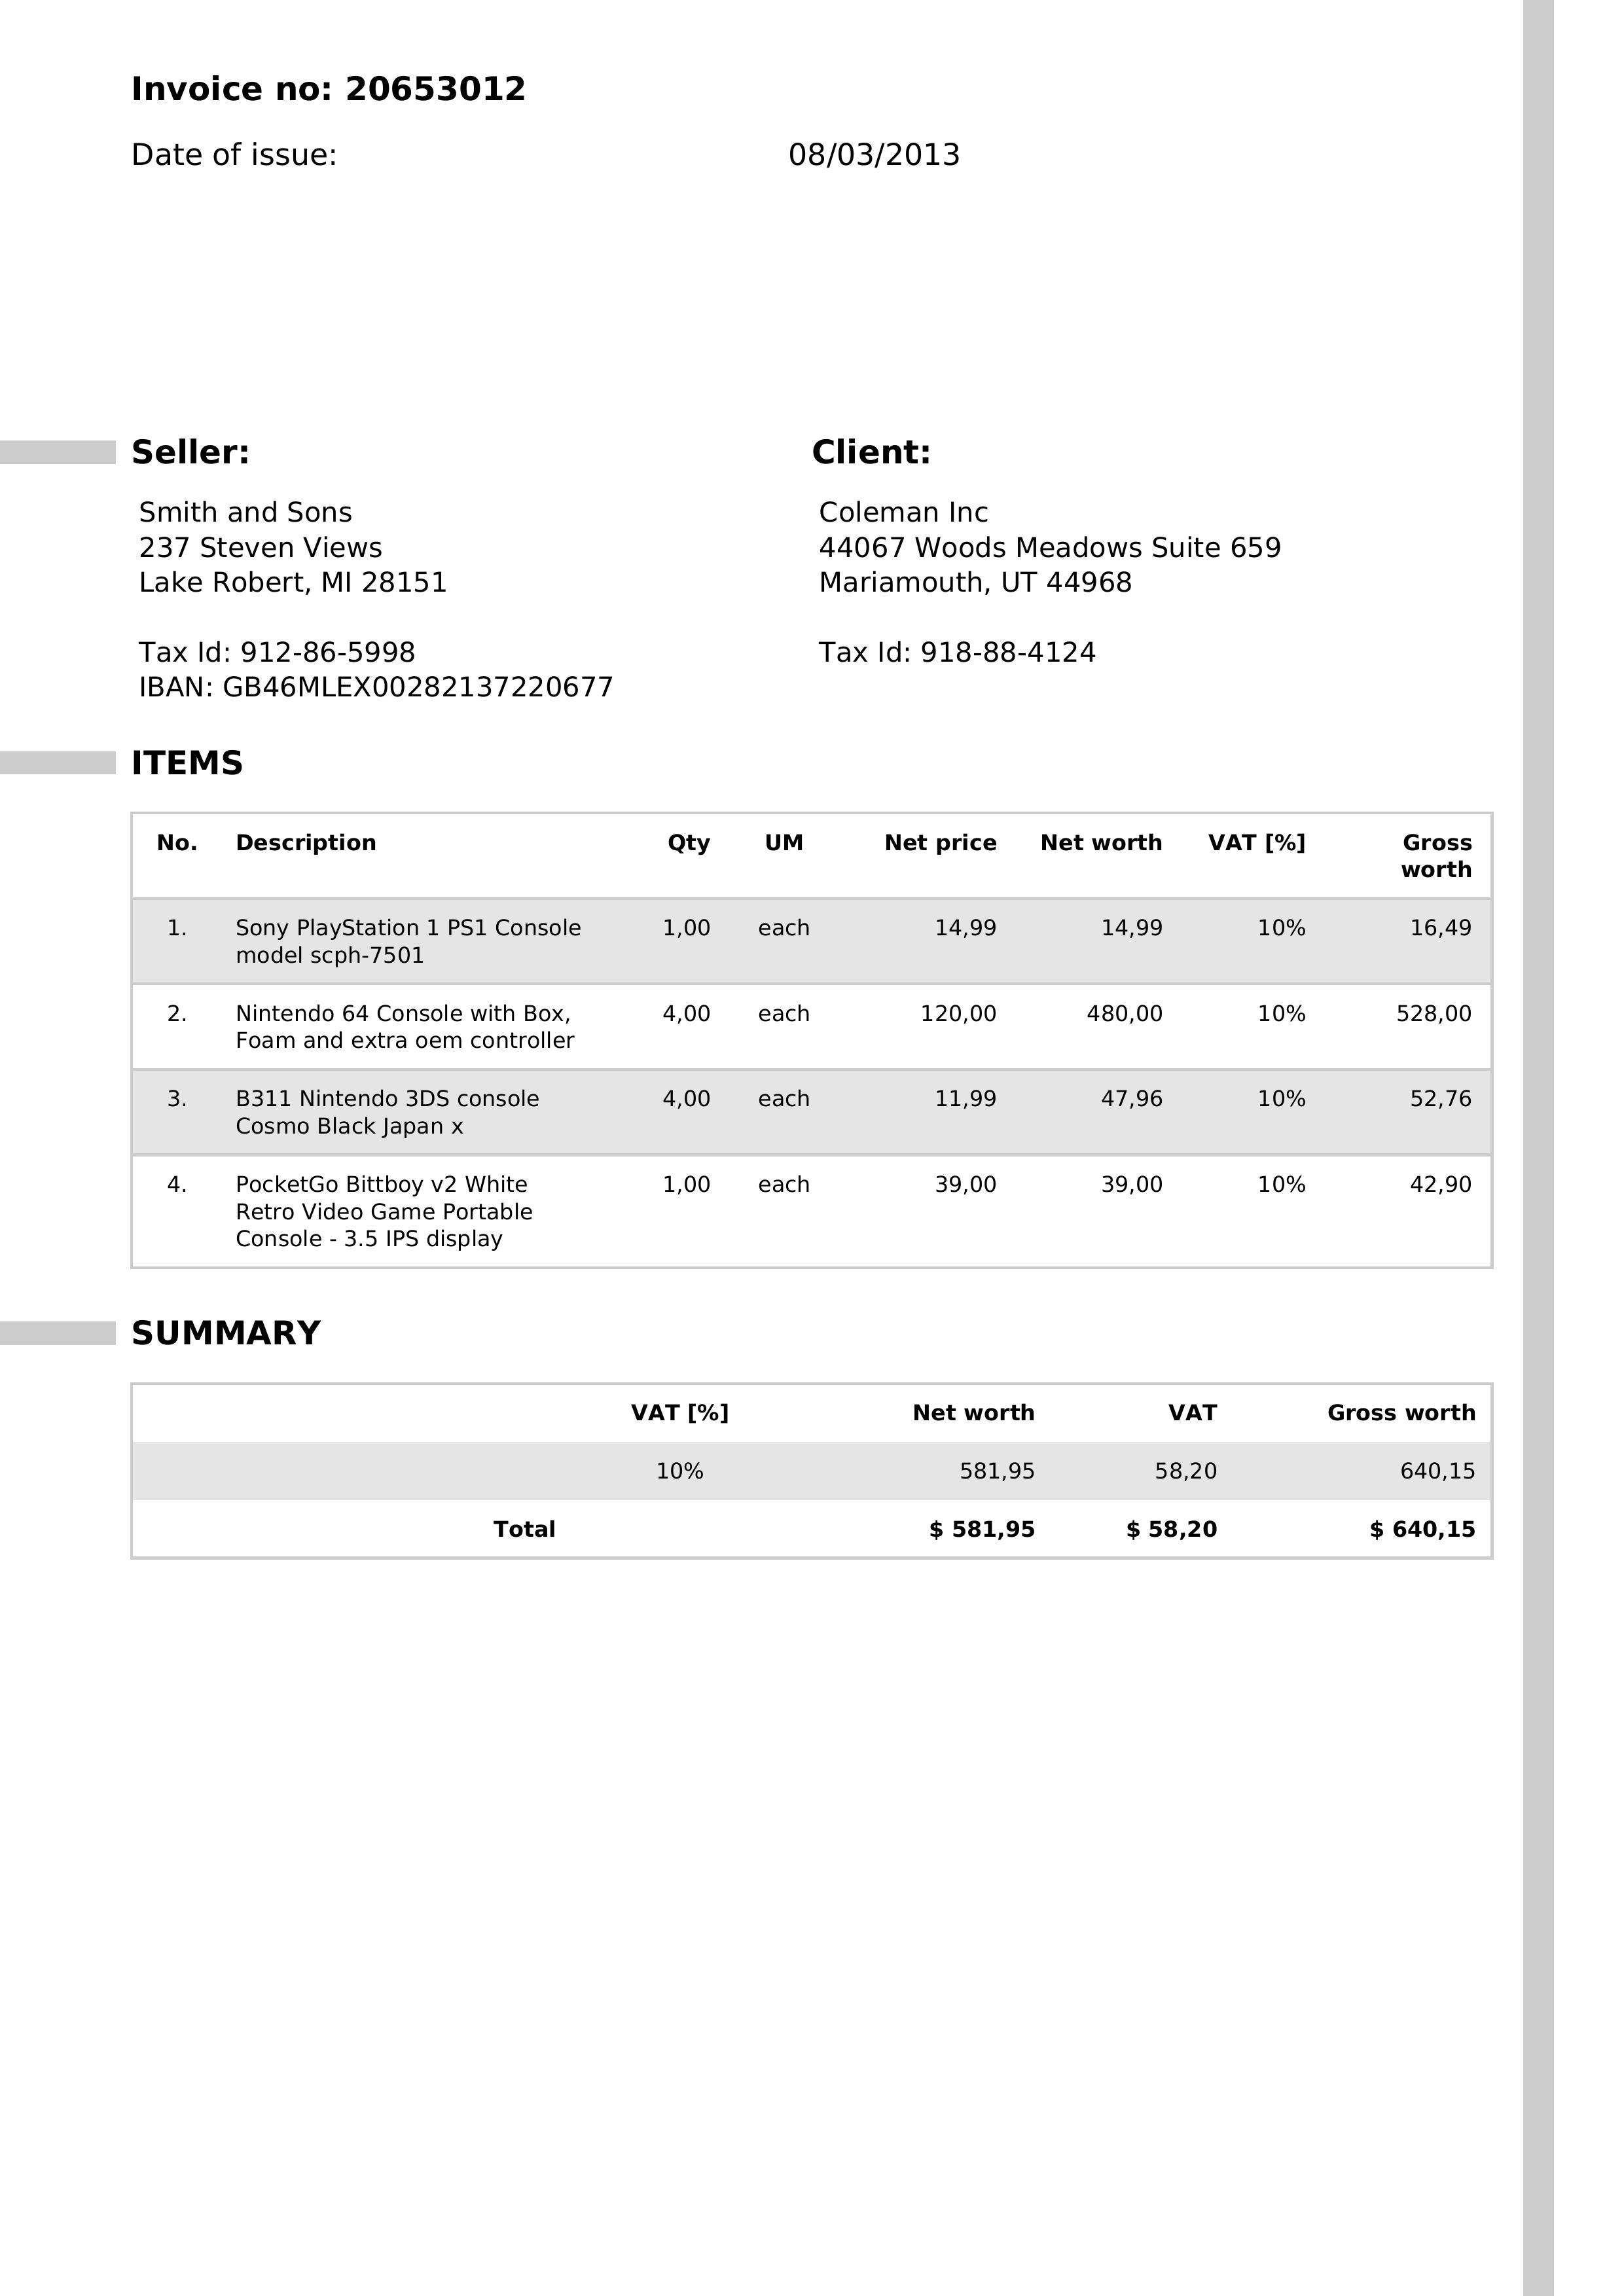 Invoice no: 20653012
Date of issue: 08/03/2013
Seller:
Smith and Sons
237 Steven Views
Lake Robert, MI 28151
Tax Id: 912-86-5998
IBAN: GB46MLEX00282137220677
Client:
Coleman Inc
44067 Woods Meadows Suite 659
Mariamouth, UT 44968
Tax Id: 918-88-4124
ITEMS
No. Description Qty UM Net price Net worth VAT [%] Gross
worth
1. Sony PlayStation 1 PS1 Console 1,00 each 14,99 14,99 10% 16,49
model scph-7501
2. Nintendo 64 Console with Box, 4,00 each 120,00 480,00 10% 528,00
Foam and extra oem controller
3. B311 Nintendo 3DS console 4,00 each 11,99 47,96 10% 52,76
Cosmo Black Japan x
4. PocketGo Bittboy v2 White 1,00 each 39,00 39,00 10% 42,90
Retro Video Game Portable
Console - 3.5 IPS display
SUMMARY
VAT [%] Net worth VAT Gross worth
10% 581,95 58,20 640,15
Total $ 581,95 $ 58,20 $ 640,15